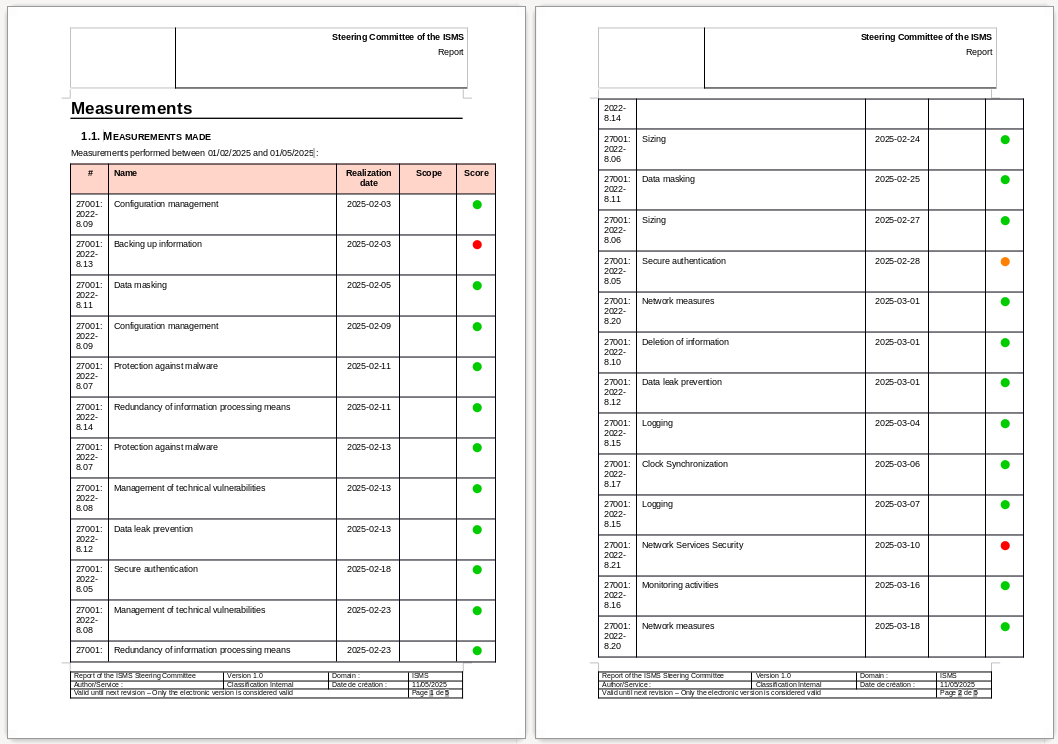 Steering Committee of the ISMS
Report
Measurements
1.1. MEASUREMENTS MADE
Measurements performed between 01/02/2025 and 01/05/2025 :
# Name Realization date Scope Score
27001:2022-8.09 Configuration management 2025-02-03
27001:2022-8.13 Backing up information 2025-02-03
27001:2022-8.11 Data masking 2025-02-05
27001:2022-8.09 Configuration management 2025-02-09
27001:2022-8.07 Protection against malware 2025-02-11
27001:2022-8.14 Redundancy of information processing means 2025-02-11
27001:2022-8.07 Protection against malware 2025-02-13
27001:2022-8.08 Management of technical vulnerabilities 2025-02-13
27001:2022-8.12 Data leak prevention 2025-02-13
27001:2022-8.05 Secure authentication 2025-02-18
27001:2022-8.08 Management of technical vulnerabilities 2025-02-23
27001: Redundancy of information processing means 2025-02-23
Report of the ISMS Steering Committee Version 1.0 Domain : ISMS
Author/Service : Classification Internal Date de création : 11/05/2025
Valid until next revision – Only the electronic version is considered valid Page 1 de 5
Steering Committee of the ISMS
Report
2022-8.14
27001:2022-8.06 Sizing 2025-02-24
27001:2022-8.11 Data masking 2025-02-25
27001:2022-8.06 Sizing 2025-02-27
27001:2022-8.05 Secure authentication 2025-02-28
27001:2022-8.20 Network measures 2025-03-01
27001:2022-8.10 Deletion of information 2025-03-01
27001:2022-8.12 Data leak prevention 2025-03-01
27001:2022-8.15 Logging 2025-03-04
27001:2022-8.17 Clock Synchronization 2025-03-06
27001:2022-8.15 Logging 2025-03-07
27001:2022-8.21 Network Services Security 2025-03-10
27001:2022-8.16 Monitoring activities 2025-03-16
27001:2022-8.20 Network measures 2025-03-18
Report of the ISMS Steering Committee Version 1.0 Domain : ISMS
Author/Service : Classification Internal Date de création : 11/05/2025
Valid until next revision – Only the electronic version is considered valid Page 2 de 5